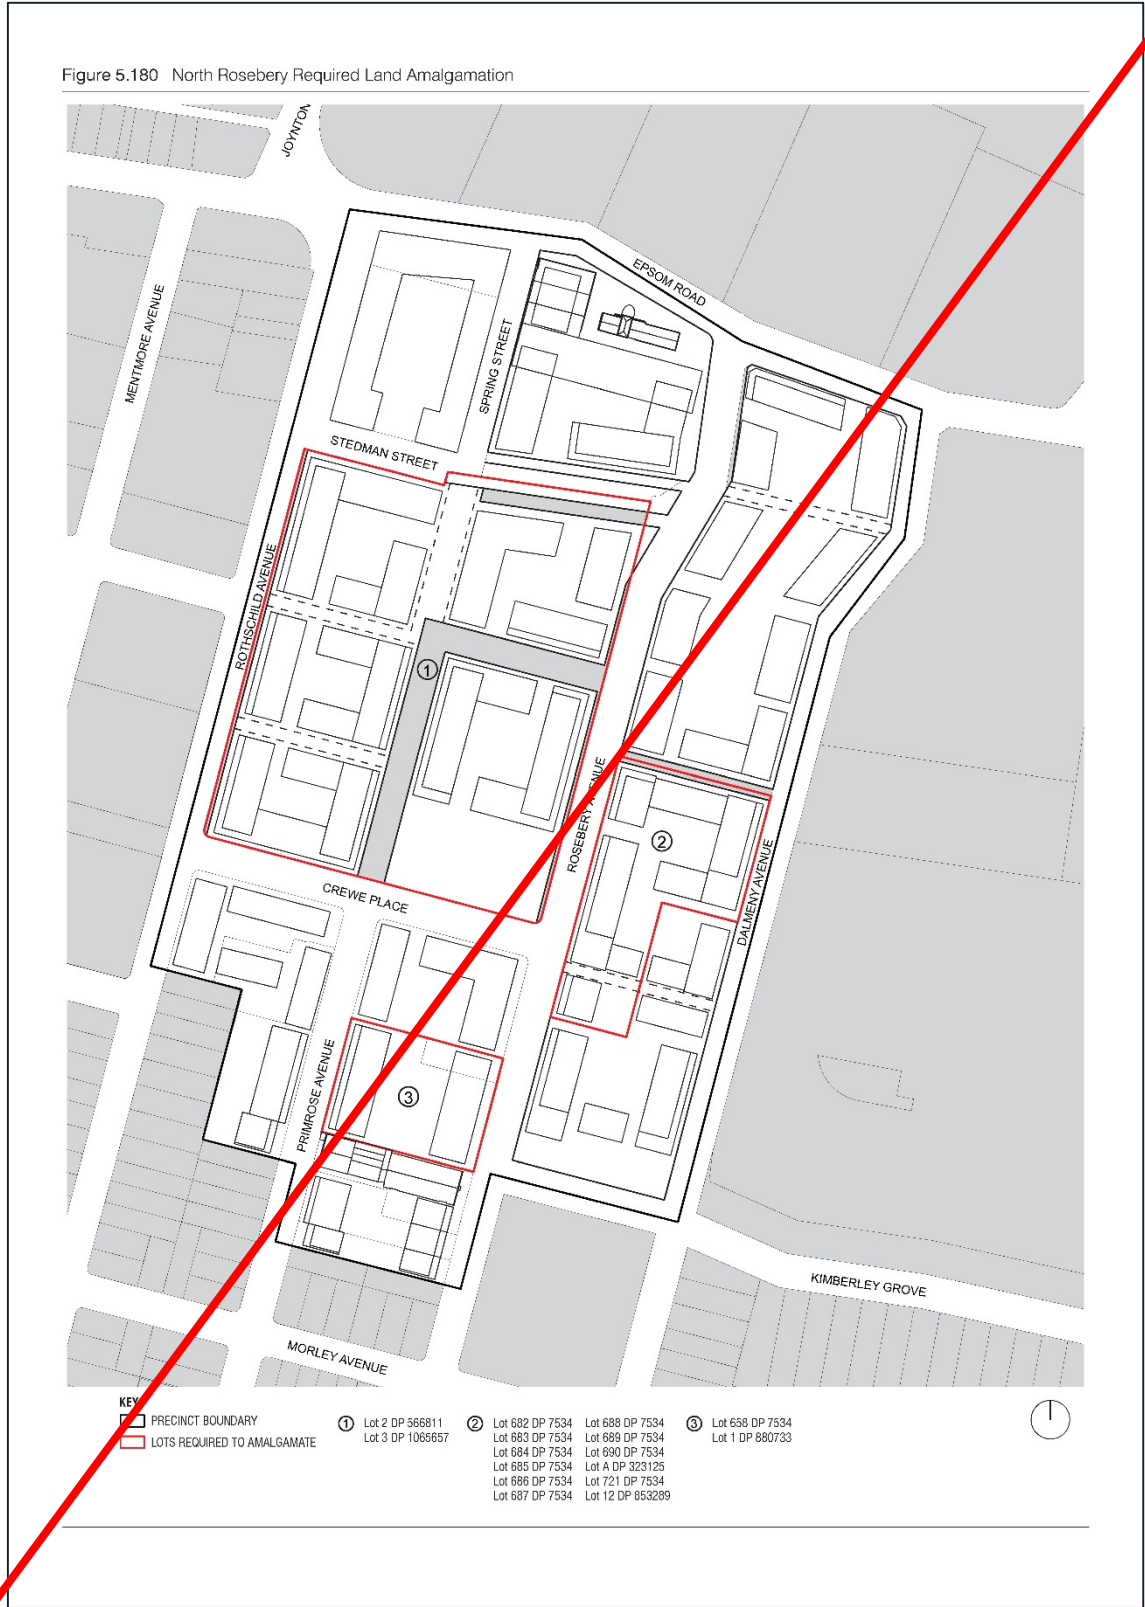 Figure 5.180 North Rosebery Required Land Amalgamation
JOYNTON
EPSOM ROAD
MENTMORE AVENUE
SPRING STREET
STEDMAN STREET
ROTHSCHILD AVENUE
1
ROSEBERY AVENUE
2
DALMENY AVENUE
CREWE PLACE
PRIMROSE AVENUE
3
KIMBERLEY GROVE
MORLEY AVENUE
KEY
PRECINCT BOUNDARY
LOTS REQUIRED TO AMALGAMATE
1 Lot 2 DP 566811
Lot 3 DP 1065657
2 Lot 682 DP 7534 Lot 688 DP 7534
Lot 683 DP 7534 Lot 689 DP 7534
Lot 684 DP 7534 Lot 690 DP 7534
Lot 685 DP 7534 Lot A DP 323125
Lot 686 DP 7534 Lot 721 DP 7534
Lot 687 DP 7534 Lot 12 DP 853289
3 Lot 658 DP 7534
Lot 1 DP 880733